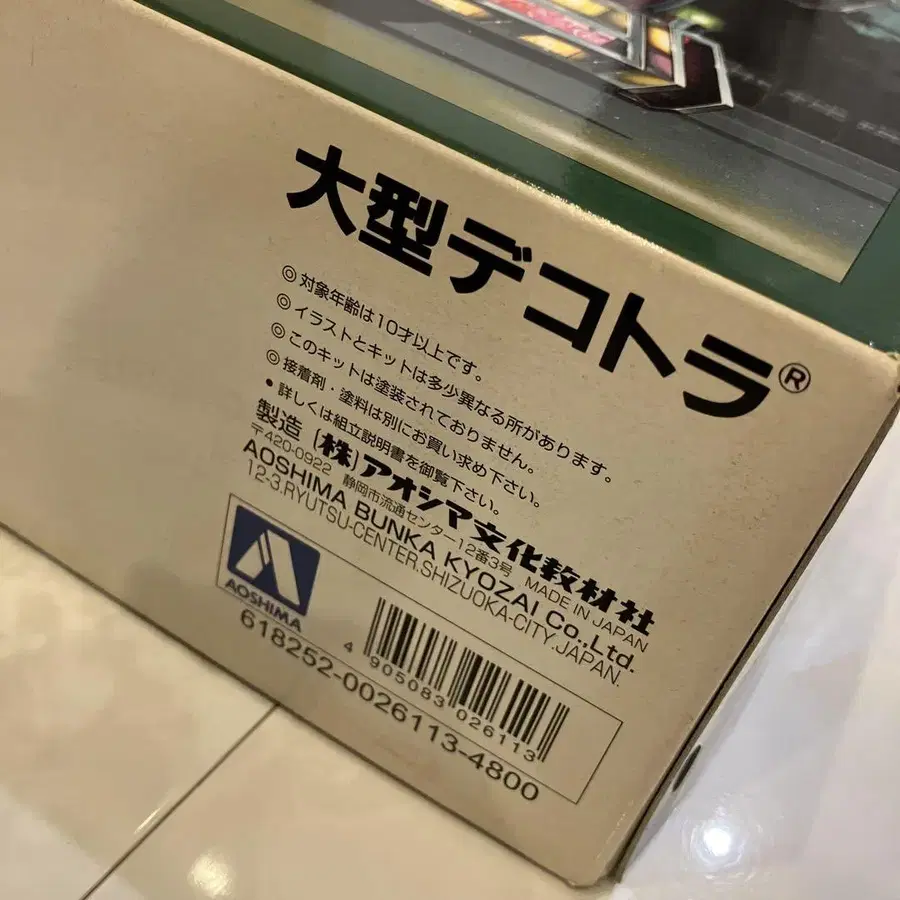 大型デコトラ®
◎対象年齢は10才以上です。
◎イラストとキットは多少異なる所があります。
◎このキットは塗装されておりません。
◎接着剤・塗料は別にお買い求め下さい。
●詳しくは組立説明書を御覧下さい。
製造 (株)アオシマ文化教材社
〒420-0922 静岡市流通センター12番3号 MADE IN JAPAN
AOSHIMA BUNKA KYOZAI Co.,Ltd.
12-3.RYUTSU-CENTER.SHIZUOKA-CITY.JAPAN.
AOSHIMA
4 905083 026113
618252-0026113-4800